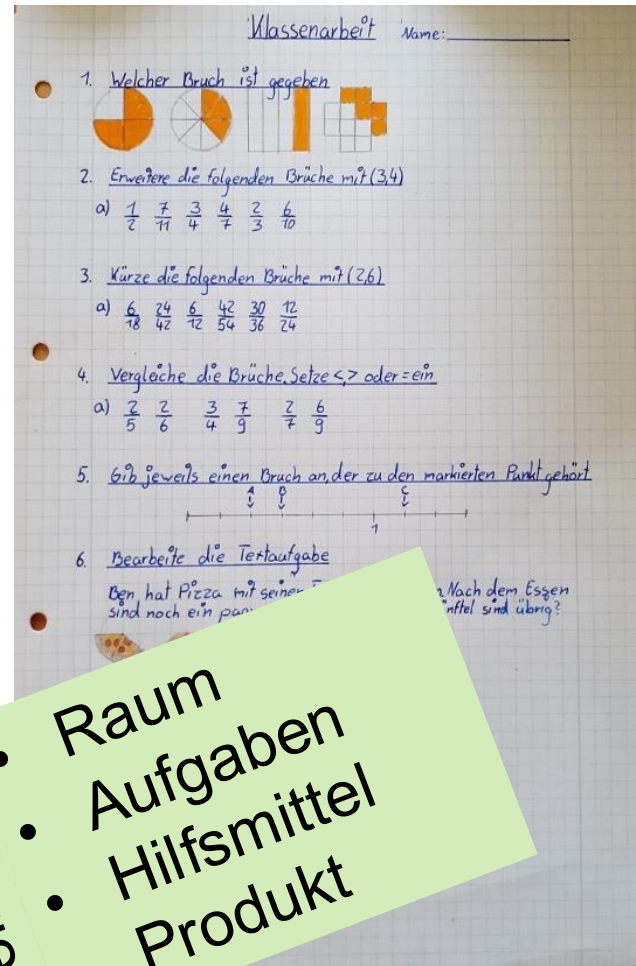 Klassenarbeit Name:
1. Welcher Bruch ist gegeben
2. Erweitere die folgenden Brüche mit (3,4)
a) 1/2 7/11 3/4 4/7 2/3 6/10
3. Kürze die folgenden Brüche mit (2,6)
a) 6/18 24/42 6/12 42/54 30/36 12/24
4. Vergleiche die Brüche. Setze <,> oder = ein
a) 2/5 2/6 3/4 7/9 2/7 6/9
5. Gib jeweils einen Bruch an, der zu den markierten Punkt gehört
A B C
1
6. Bearbeite die Textaufgabe
Ben hat Pizza mit seiner Nach dem Essen
sind noch ein sind übrig?
• Raum
• Aufgaben
• Hilfsmittel
Produkt